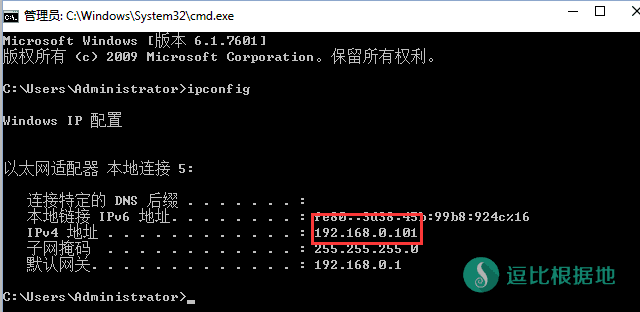 管理员: C:\Windows\System32\cmd.exe
Microsoft Windows [版本 6.1.7601]
版权所有 (c) 2009 Microsoft Corporation。保留所有权利。
C:\Users\Administrator>ipconfig
Windows IP 配置
以太网适配器 本地连接 5:
连接特定的 DNS 后缀 . . . . . . . :
本地链接 IPv6 地址. . . . . . . . : fe80::3d38:45b:99b8:924c%16
IPv4 地址 . . . . . . . . . . . . : 192.168.0.101
子网掩码 . . . . . . . . . . . . : 255.255.255.0
默认网关. . . . . . . . . . . . . : 192.168.0.1
C:\Users\Administrator>
逗比根据地